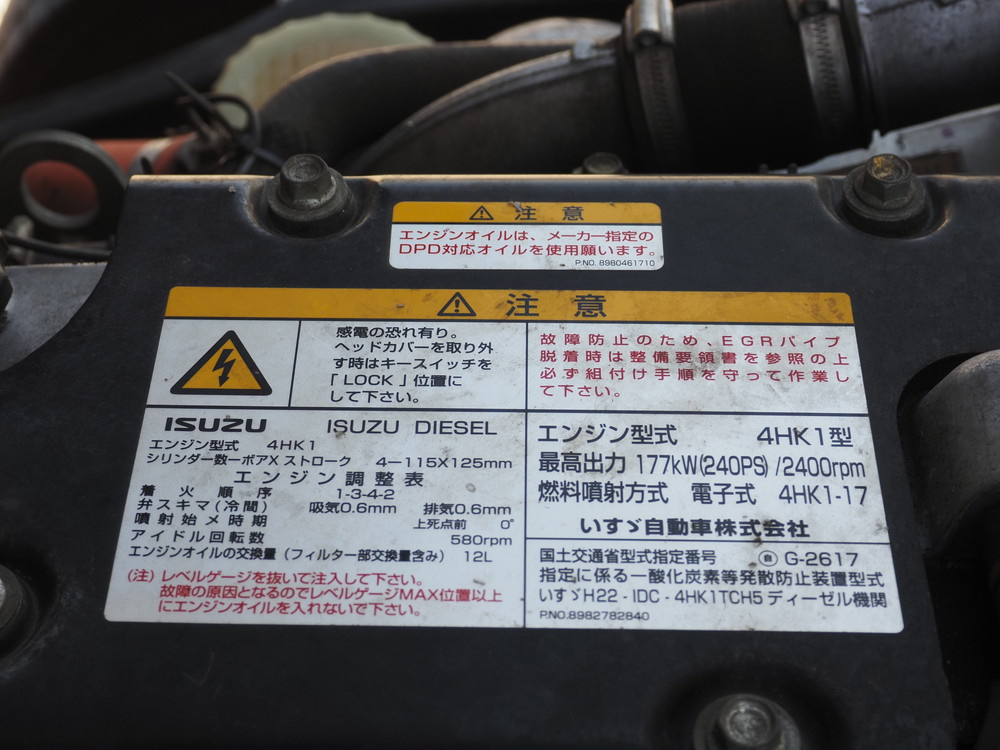 ⚠ 注意
エンジンオイルは、メーカー指定の
DPD対応オイルを使用願います。
P.NO. 8980461710
⚠ 注意
感電の恐れ有り。
ヘッドカバーを取り外
す時はキースイッチを
「LOCK」位置に
して下さい。
故障防止のため、EGRパイプ
脱着時は整備要領書を参照の上
必ず組付け手順を守って作業し
て下さい。
ISUZU ISUZU DIESEL
エンジン型式 4HK1
シリンダー数ーボアX ストローク 4ー115X125mm
エンジン調整表
着火順序 1-3-4-2
弁スキマ(冷間) 吸気0.6mm 排気0.6mm
噴射始メ時期 上死点前 0°
アイドル回転数 580rpm
エンジンオイルの交換量(フィルター部交換量含み) 12L
(注) レベルゲージを抜いて注入して下さい。
故障の原因となるのでレベルゲージMAX位置以上
にエンジンオイルを入れないで下さい。
エンジン型式 4HK1型
最高出力 177kW(240PS)/2400rpm
燃料噴射方式 電子式 4HK1-17
いすゞ自動車株式会社
国土交通省型式指定番号 ㊀自 G-2617
指定に係る一酸化炭素等発散防止装置型式
いすゞH22-IDC-4HK1TCH5 ディーゼル機関
P.NO.8982782840